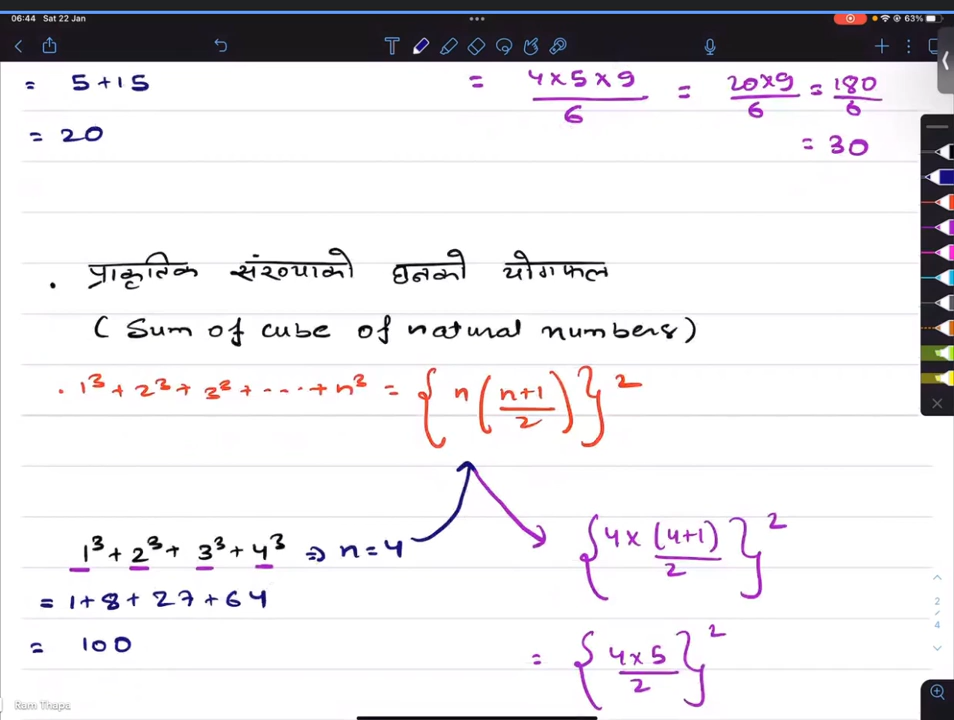 06:44 Sat 22 Jan
63%
= 5+15
= 4×5×9/6 = 20×9/6 = 180/6
= 20
= 30
. प्राकृतिक संख्याको घनको योगफल
( Sum of cube of natural numbers)
. 1³ + 2³ + 3³ + ---- + n³ = { n ( n+1/2 ) }²
1³ + 2³ + 3³ + 4³ ⇒ n = 4
{ 4 × (4+1)/2 }²
= 1 + 8 + 27 + 64
= 100
= { 4×5/2 }²
2
/
4
Ram Thapa